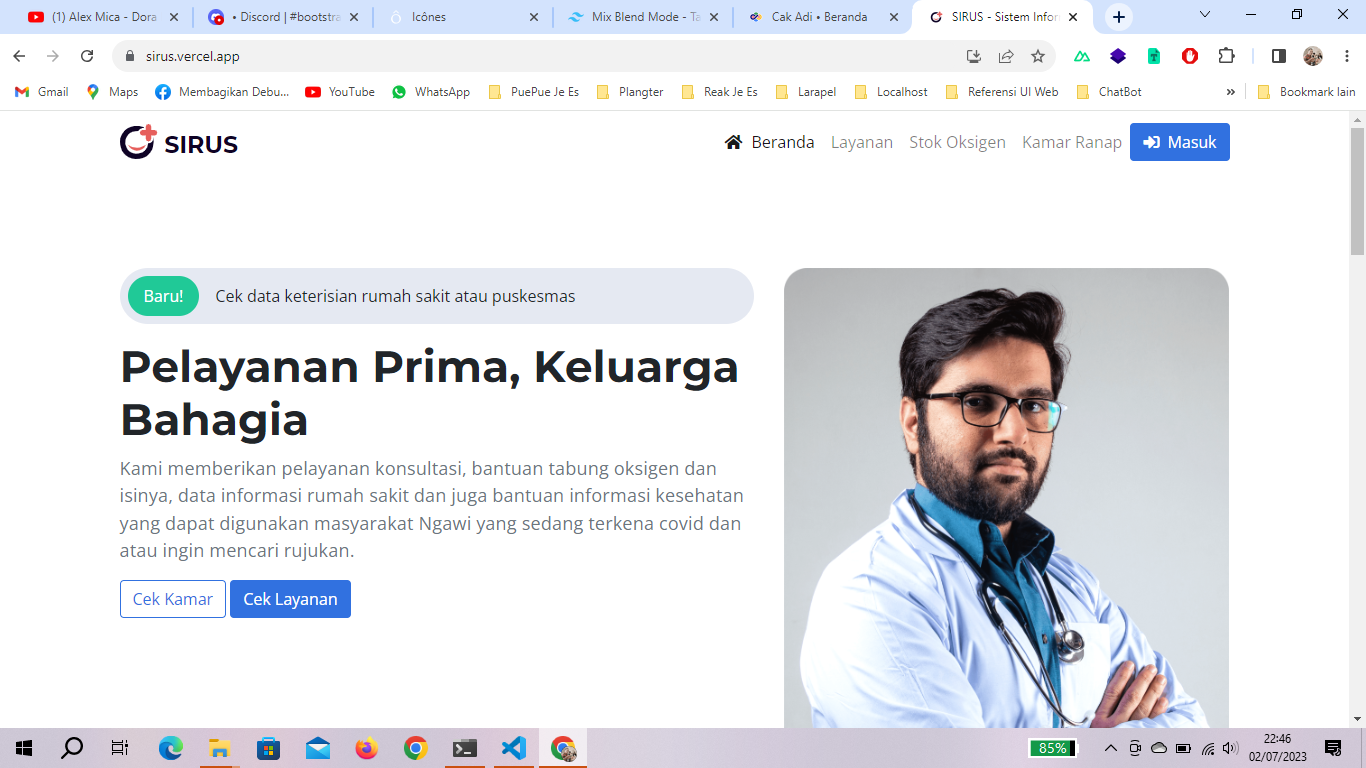 (1) Alex Mica - Dora
• Discord | #bootstra
Icônes
Mix Blend Mode - Ta
Cak Adi • Beranda
SIRUS - Sistem Infor
sirus.vercel.app
Gmail
Maps
Membagikan Debu...
YouTube
WhatsApp
PuePue Je Es
Plangter
Reak Je Es
Larapel
Localhost
Referensi UI Web
ChatBot
»
Bookmark lain
SIRUS
Beranda
Layanan
Stok Oksigen
Kamar Ranap
Masuk
Baru!
Cek data keterisian rumah sakit atau puskesmas
Pelayanan Prima, Keluarga
Bahagia
Kami memberikan pelayanan konsultasi, bantuan tabung oksigen dan
isinya, data informasi rumah sakit dan juga bantuan informasi kesehatan
yang dapat digunakan masyarakat Ngawi yang sedang terkena covid dan
atau ingin mencari rujukan.
Cek Kamar
Cek Layanan
85%
22:46
02/07/2023